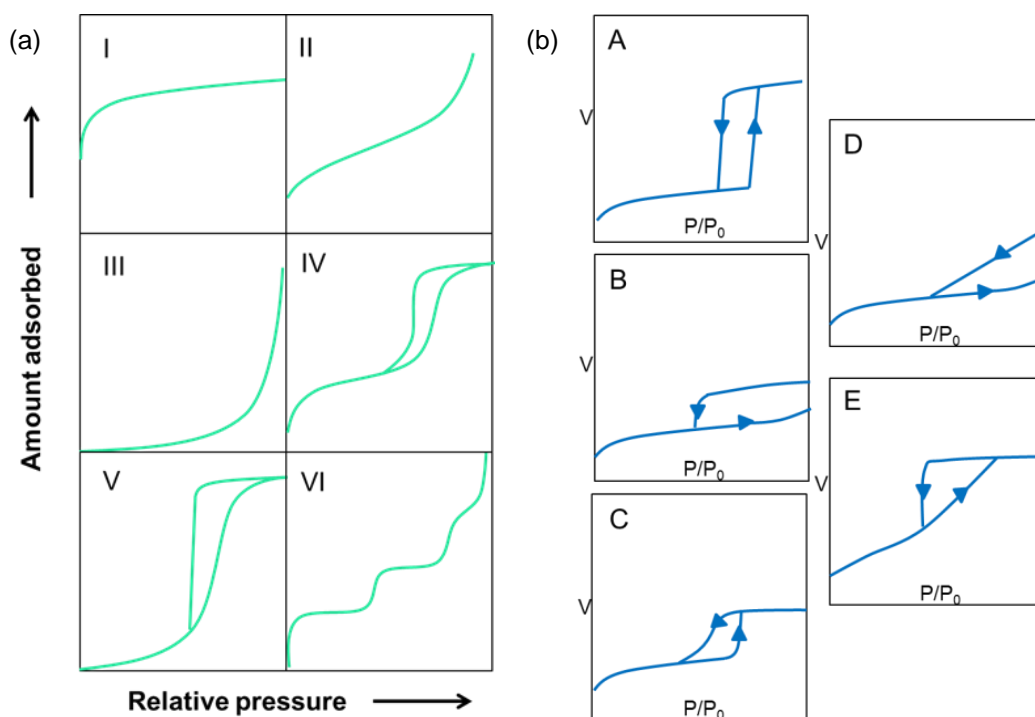 (a)
I
II
III
IV
V
VI
Amount adsorbed
Relative pressure
(b)
A
V
P/P₀
B
V
P/P₀
C
V
P/P₀
D
V
P/P₀
E
V
P/P₀